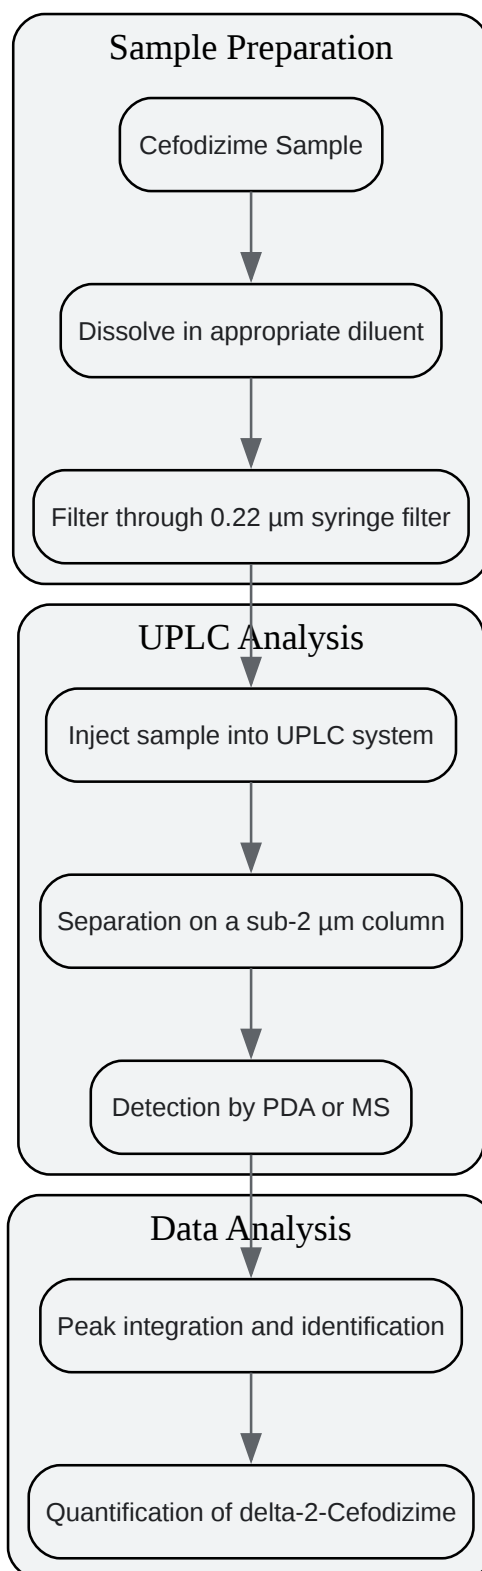 Sample Preparation
Cefodizime Sample
Dissolve in appropriate diluent
Filter through 0.22 µm syringe filter
UPLC Analysis
Inject sample into UPLC system
Separation on a sub-2 µm column
Detection by PDA or MS
Data Analysis
Peak integration and identification
Quantification of delta-2-Cefodizime